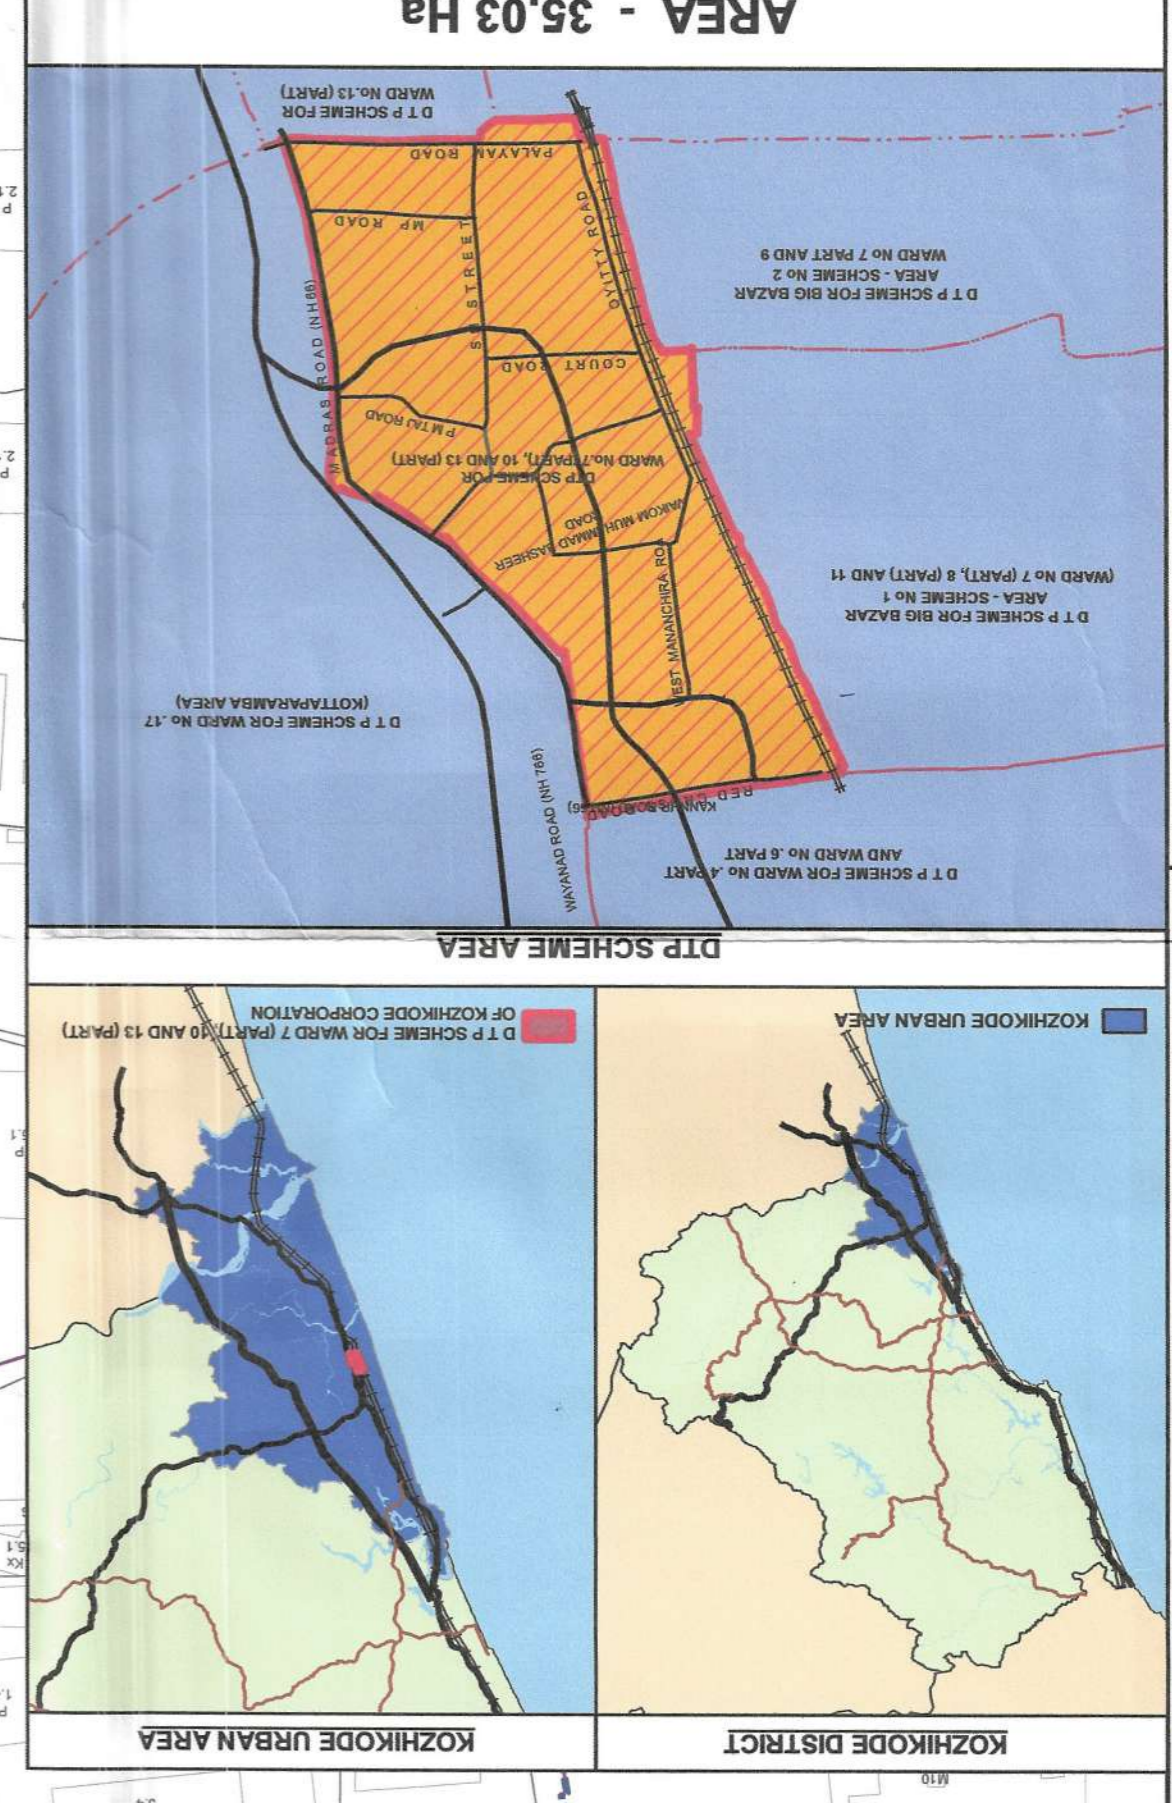 KOZHIKODE DISTRICT
KOZHIKODE URBAN AREA
KOZHIKODE URBAN AREA
D T P SCHEME FOR WARD 7 (PART), 10 AND 13 (PART)
OF KOZHIKODE CORPORATION
DTP SCHEME AREA
D T P SCHEME FOR WARD No.4 PART
AND WARD No.6 PART
WAYANAD ROAD (NH 766)
RED CROSS ROAD
D T P SCHEME FOR WARD No.17
(KOTTAPARAMBA AREA)
D T P SCHEME FOR BIG BAZAR
AREA - SCHEME No 1
(WARD No 7 (PART), 8 (PART) AND 11
WEST MANANCHIRA ROA
VAIKOM MUHAMMAD BASHEER
ROAD
DTP SCHEME FOR
WARD No.7(PART), 10 AND 13 (PART)
P M TAJ ROAD
MADRAS ROAD (NH66)
COURT ROAD
S M STREET
OYITTY ROAD
D T P SCHEME FOR BIG BAZAR
AREA - SCHEME No 2
WARD No 7 PART AND 9
MP ROAD
PALAYAM ROAD
D T P SCHEME FOR
WARD No.13 (PART)
AREA - 35.03 Ha
M10